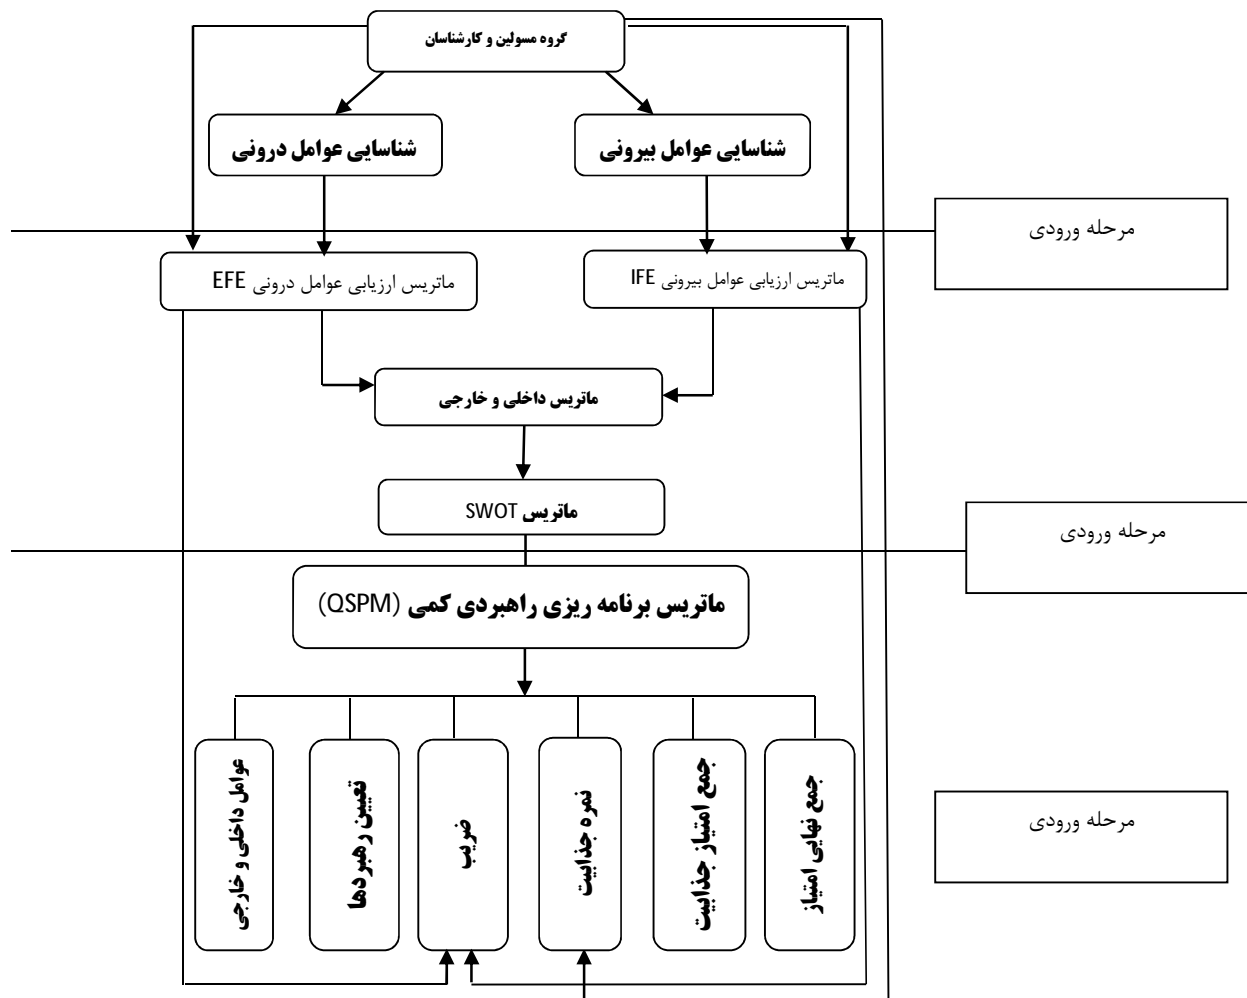 گروه مسولین و کارشناسان
شناسایی عوامل بیرونی
شناسایی عوامل درونی
مرحله ورودی
ماتریس ارزیابی عوامل بیرونی IFE
ماتریس ارزیابی عوامل درونی EFE
ماتریس داخلی و خارجی
ماتریس SWOT
مرحله ورودی
ماتریس برنامه ریزی راهبردی کمی (QSPM)
جمع نهایی امتیاز
جمع امتیاز جذابیت
نمره جذابیت
ضریب
تعیین رهبردها
عوامل داخلی و خارجی
مرحله ورودی